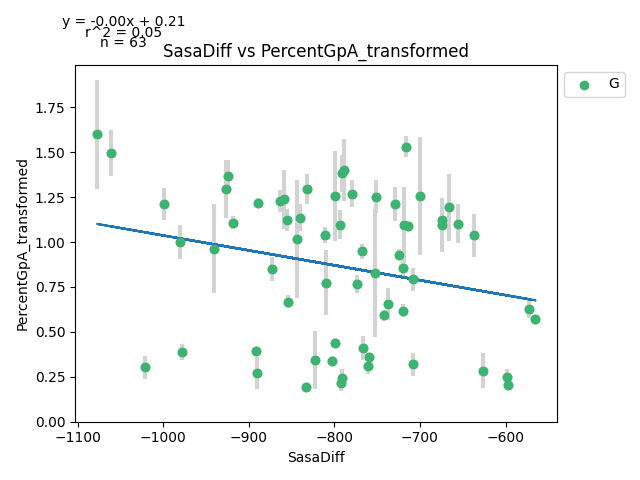 y = -0.00x + 0.21
r^2 = 0.05
n = 63
SasaDiff vs PercentGpA_transformed
G
PercentGpA_transformed
1.75
1.50
1.25
1.00
0.75
0.50
0.25
0.00
−1100 −1000 −900 −800 −700 −600
SasaDiff